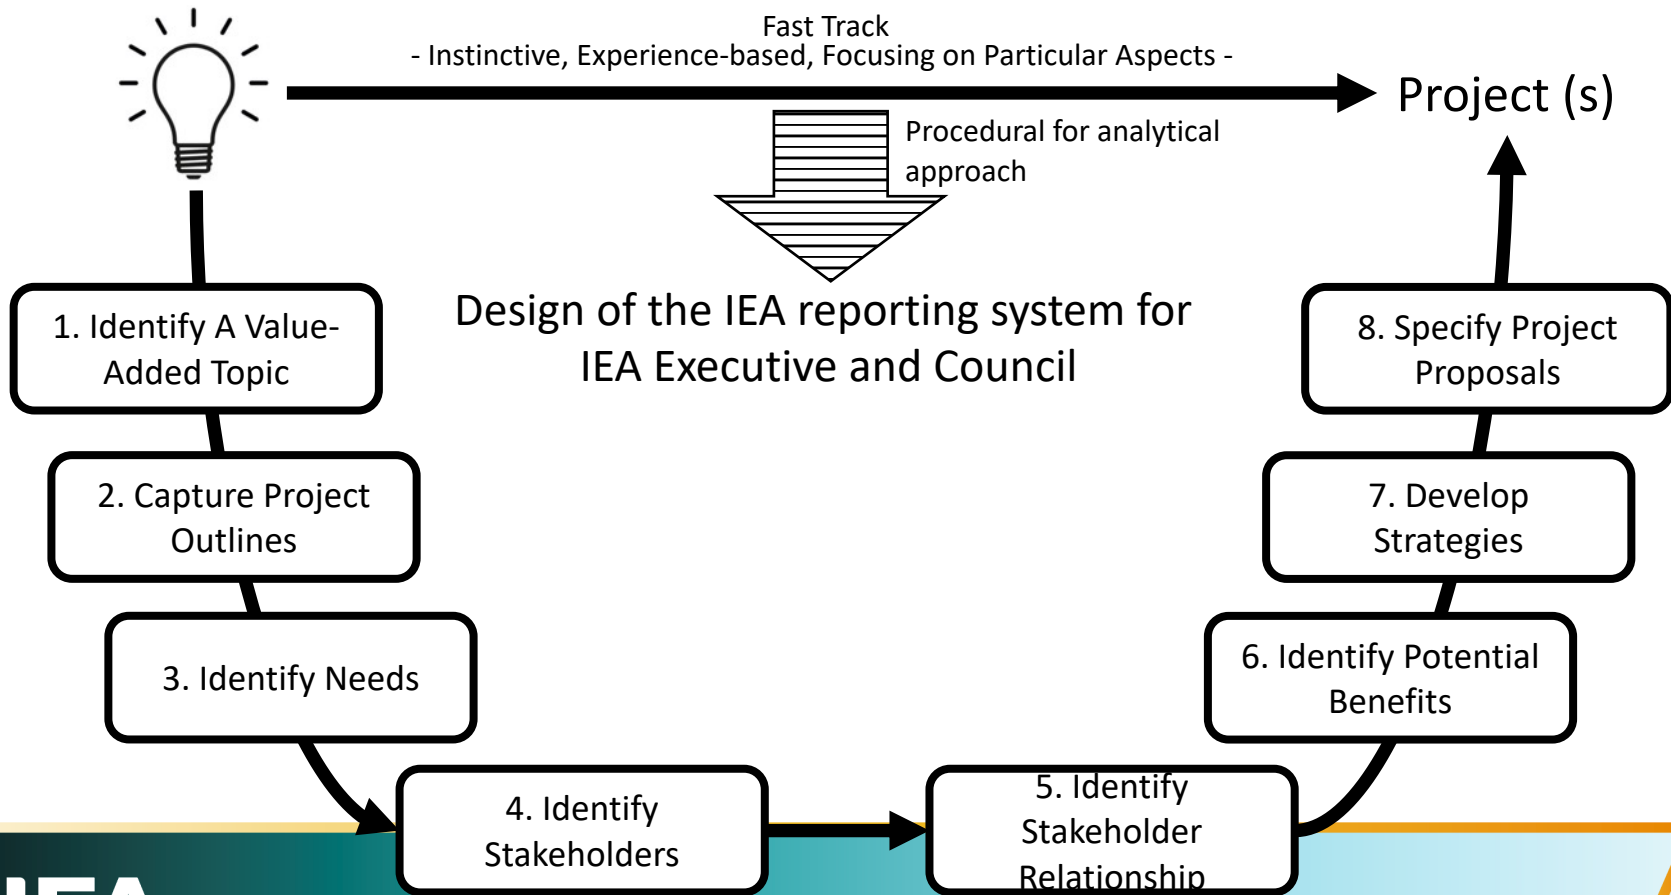 Fast Track
- Instinctive, Experience-based, Focusing on Particular Aspects -
Project (s)
Procedural for analytical
approach
Design of the IEA reporting system for
IEA Executive and Council
1. Identify A Value-
Added Topic
2. Capture Project
Outlines
3. Identify Needs
4. Identify
Stakeholders
5. Identify
Stakeholder
Relationship
6. Identify Potential
Benefits
7. Develop
Strategies
8. Specify Project
Proposals
IEA